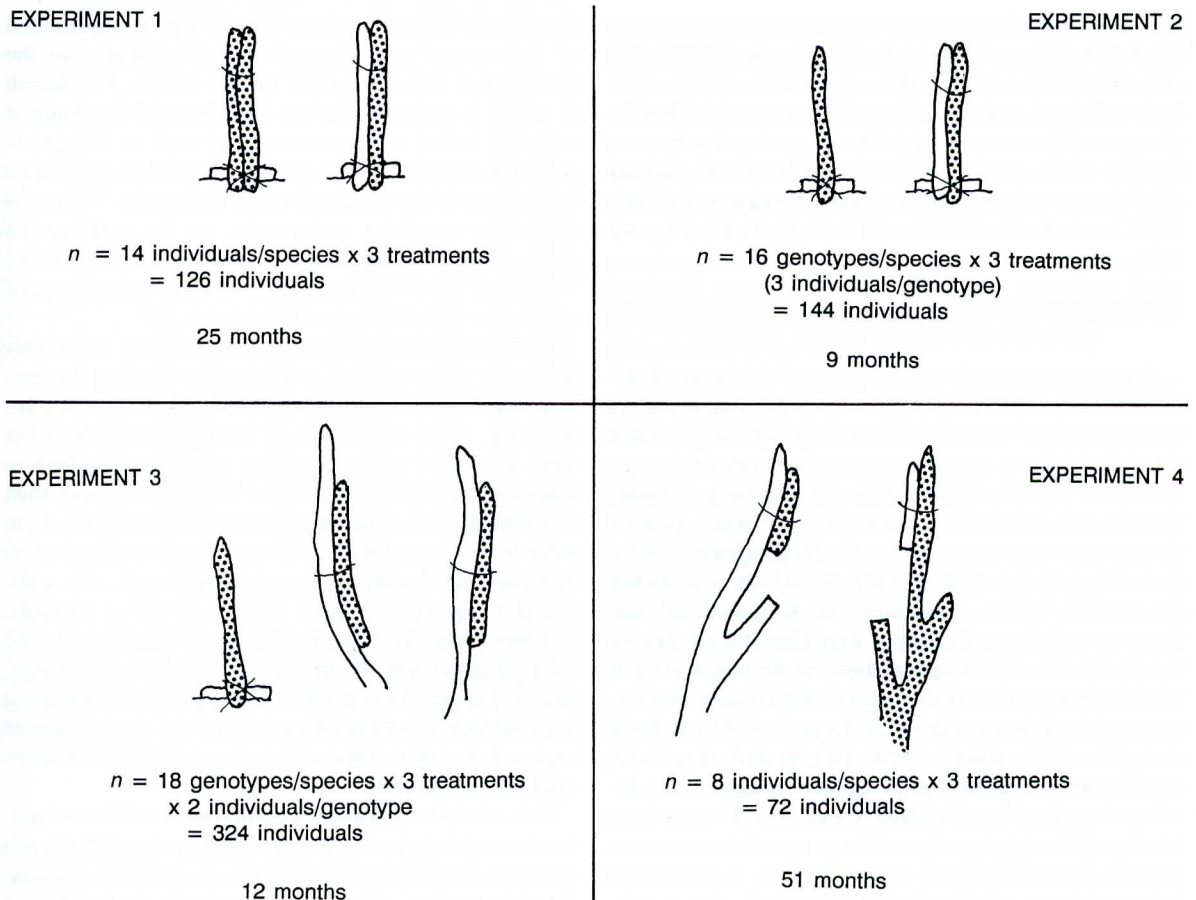 EXPERIMENT 1
n = 14 individuals/species x 3 treatments
= 126 individuals
25 months
EXPERIMENT 2
n = 16 genotypes/species x 3 treatments
(3 individuals/genotype)
= 144 individuals
9 months
EXPERIMENT 3
n = 18 genotypes/species x 3 treatments
x 2 individuals/genotype
= 324 individuals
12 months
EXPERIMENT 4
n = 8 individuals/species x 3 treatments
= 72 individuals
51 months